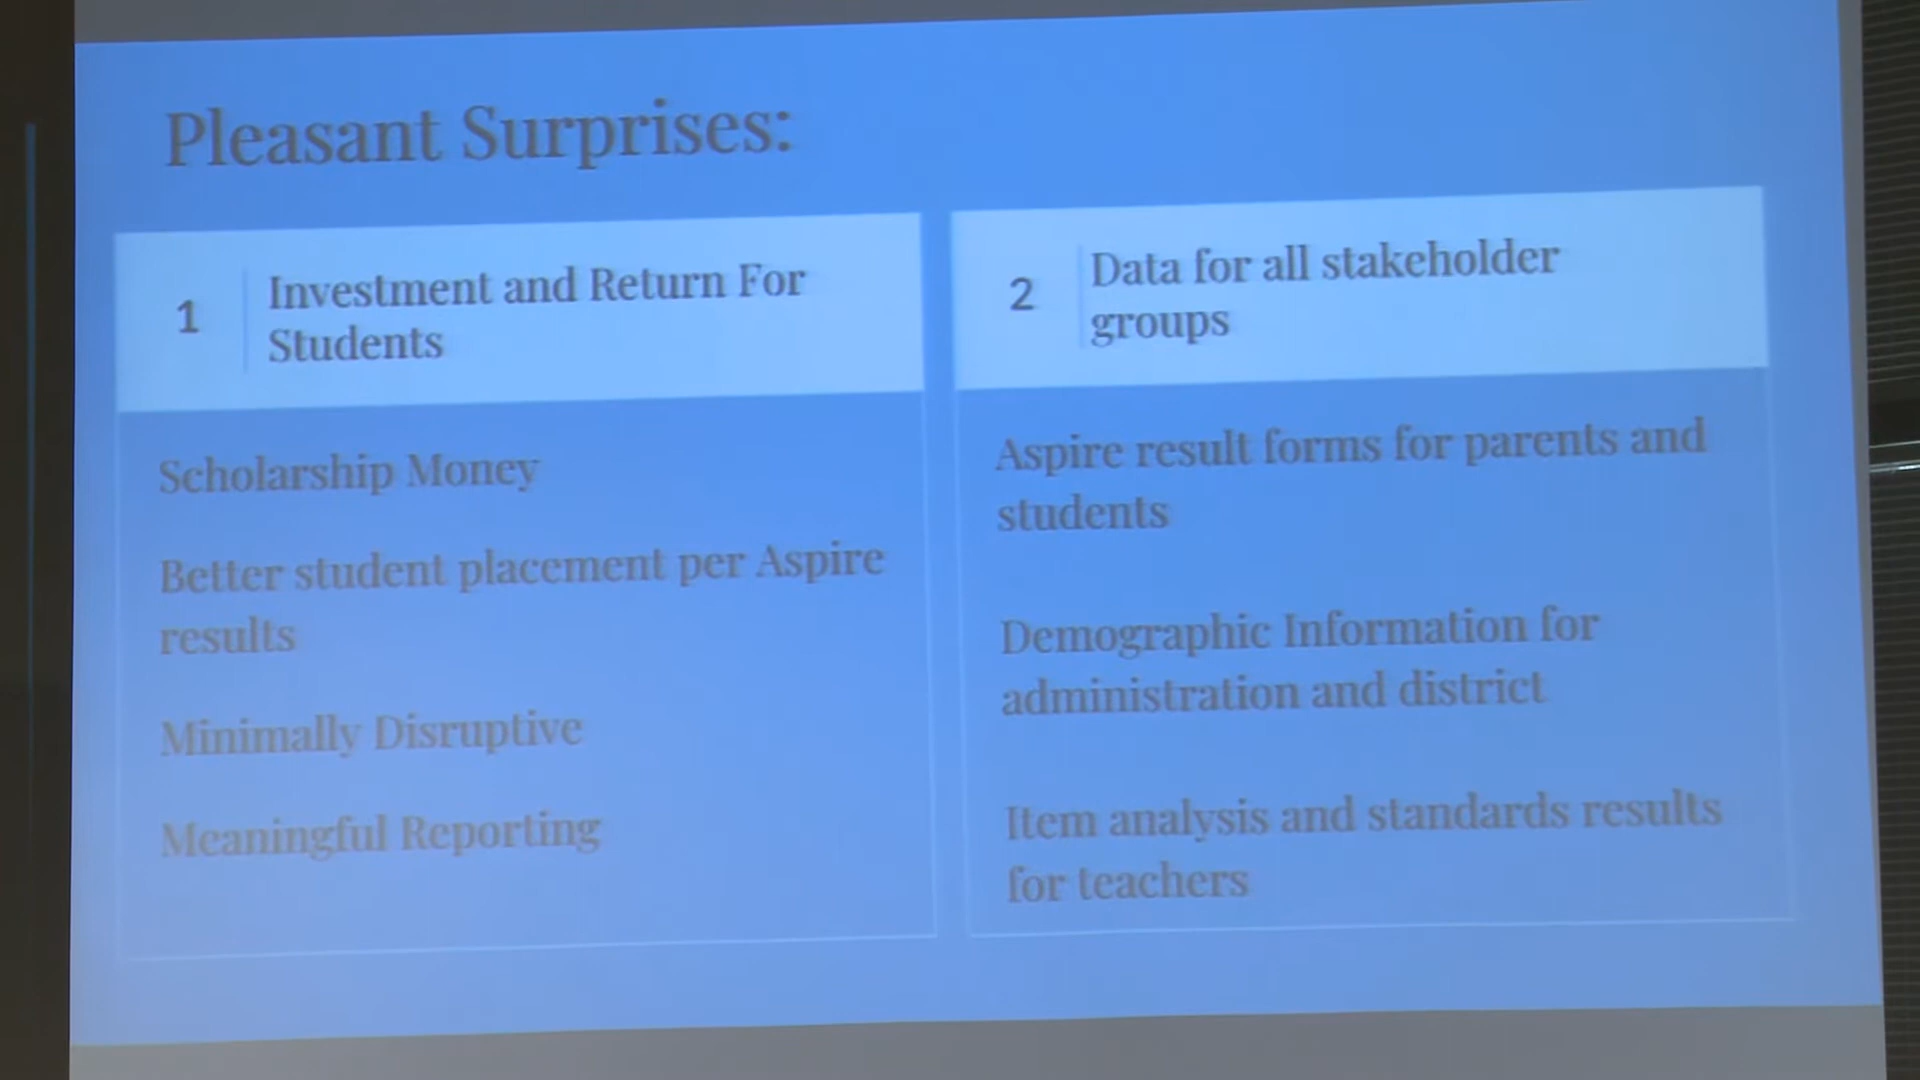 Pleasant Surprises:
1
Investment and Return For
Students
Scholarship Money
Better student placement per Aspire
results
Minimally Disruptive
Meaningful Reporting
2
Data for all stakeholder
groups
Aspire result forms for parents and
students
Demographic Information for
administration and district
Item analysis and standards results
for teachers